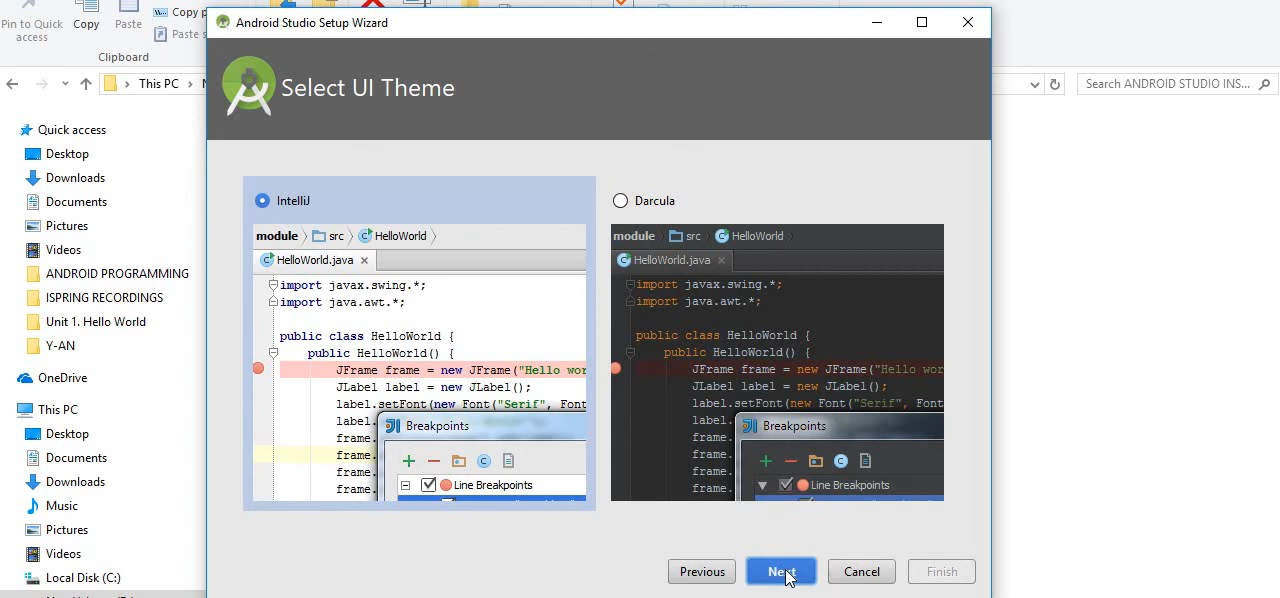 Pin to Quick
access
Copy
Paste
Copy p
Paste s
Clipboard
This PC
Search ANDROID STUDIO INS...
Quick access
Desktop
Downloads
Documents
Pictures
Videos
ANDROID PROGRAMMING
ISPRING RECORDINGS
Unit 1. Hello World
Y-AN
OneDrive
This PC
Desktop
Documents
Downloads
Music
Pictures
Videos
Local Disk (C:)
Android Studio Setup Wizard
Select UI Theme
IntelliJ
module src HelloWorld
HelloWorld.java
import javax.swing.*;
import java.awt.*;
public class HelloWorld {
public HelloWorld() {
JFrame frame = new JFrame("Hello wor
JLabel label = new JLabel();
label.setFont(new Font("Serif", Font
label.
frame.
frame.
frame.
frame.
Breakpoints
Line Breakpoints
Darcula
module src HelloWorld
HelloWorld.java
import javax.swing.*;
import java.awt.*;
public class HelloWorld {
public HelloWorld() {
JFrame frame = new JFrame("Hello wor
JLabel label = new JLabel();
label.setFont(new Font("Serif", Font
label.
frame.
frame.
frame.
frame.
Breakpoints
Line Breakpoints
Previous
Next
Cancel
Finish